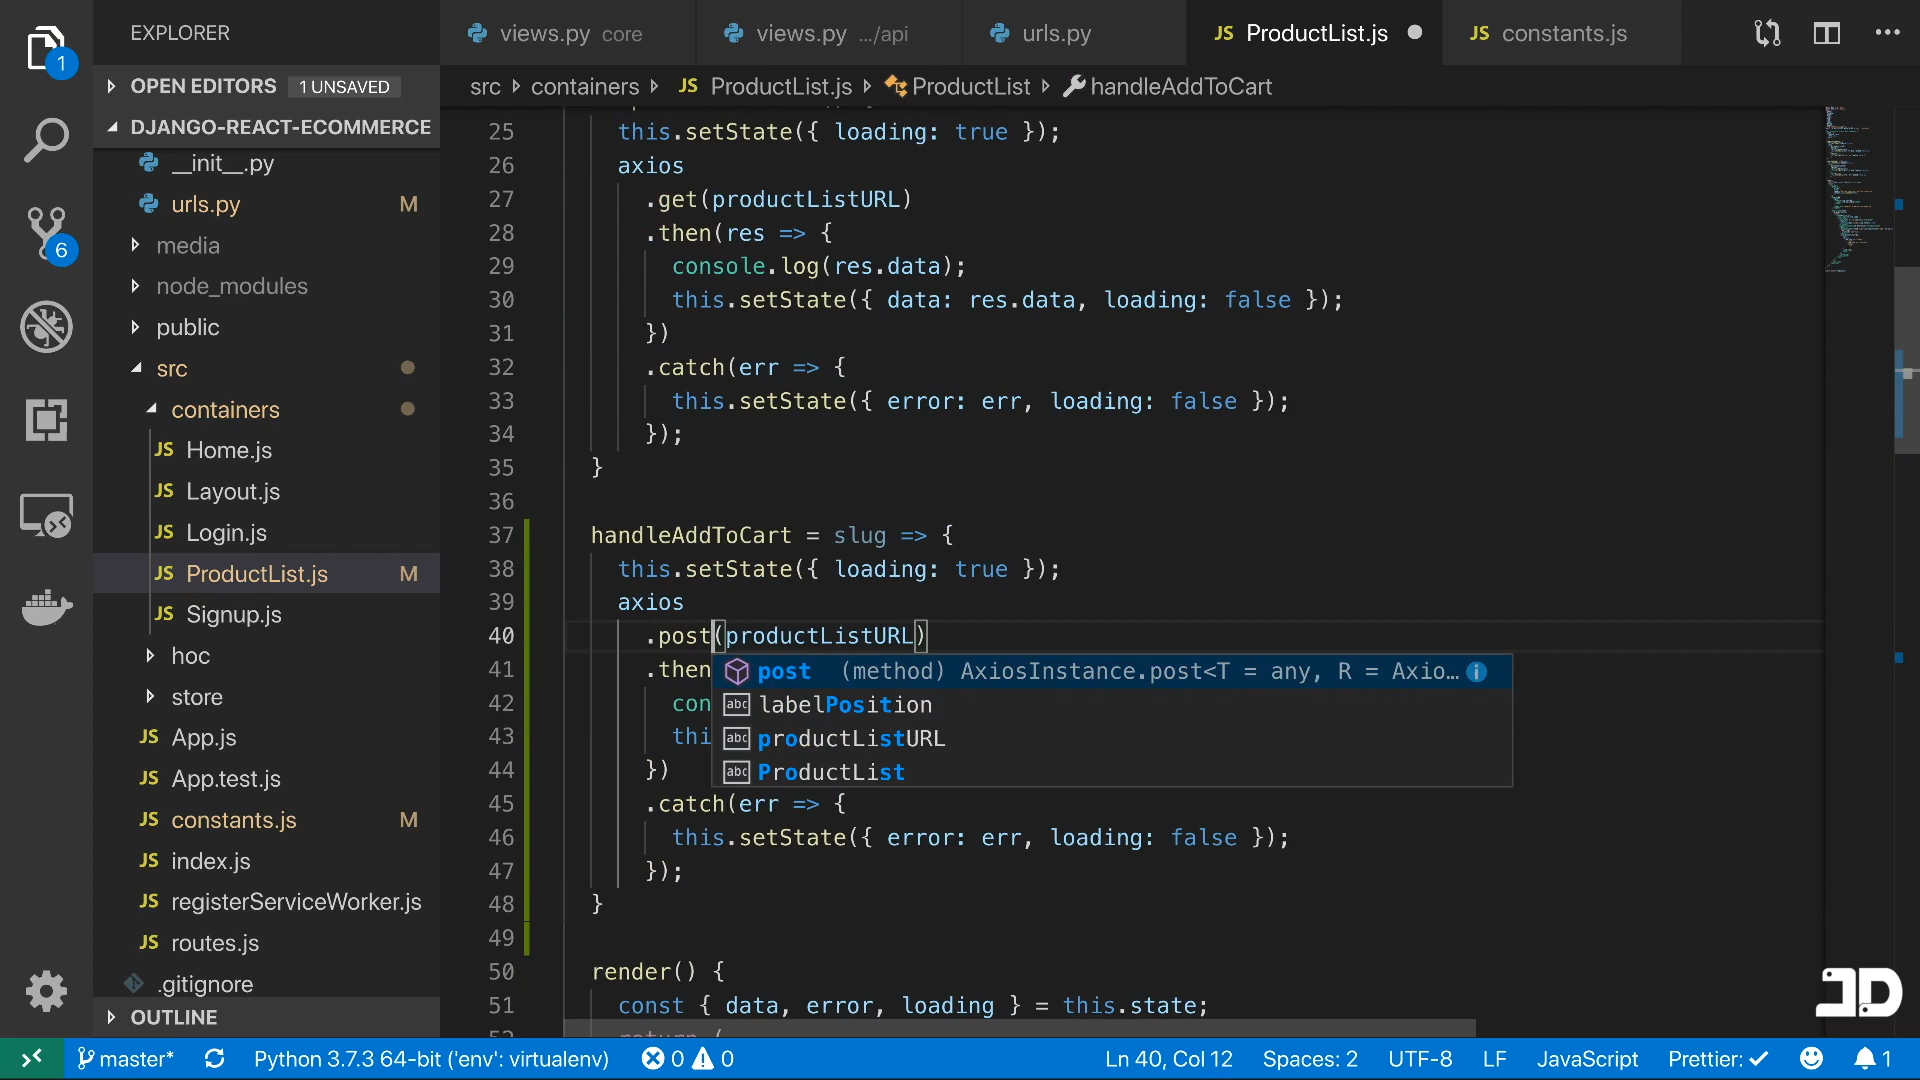 1
6
EXPLORER
OPEN EDITORS 1 UNSAVED
DJANGO-REACT-ECOMMERCE
__init__.py
urls.py M
media
node_modules
public
src
containers
JS Home.js
JS Layout.js
JS Login.js
JS ProductList.js M
JS Signup.js
hoc
store
JS App.js
JS App.test.js
JS constants.js M
JS index.js
JS registerServiceWorker.js
JS routes.js
.gitignore
OUTLINE
views.py core
views.py .../api
urls.py
JS ProductList.js
JS constants.js
src containers JS ProductList.js ProductList handleAddToCart
25 this.setState({ loading: true });
26 axios
27 .get(productListURL)
28 .then(res => {
29 console.log(res.data);
30 this.setState({ data: res.data, loading: false });
31 })
32 .catch(err => {
33 this.setState({ error: err, loading: false });
34 });
35 }
36
37 handleAddToCart = slug => {
38 this.setState({ loading: true });
39 axios
40 .post(productListURL)
41 .then
42 con
43 thi
44 })
45 .catch(err => {
46 this.setState({ error: err, loading: false });
47 });
48 }
49
50 render() {
51 const { data, error, loading } = this.state;
post (method) AxiosInstance.post<T = any, R = Axio...
abc labelPosition
abc productListURL
abc ProductList
JD
master* Python 3.7.3 64-bit ('env': virtualenv) 0 0 Ln 40, Col 12 Spaces: 2 UTF-8 LF JavaScript Prettier: ✓ 1